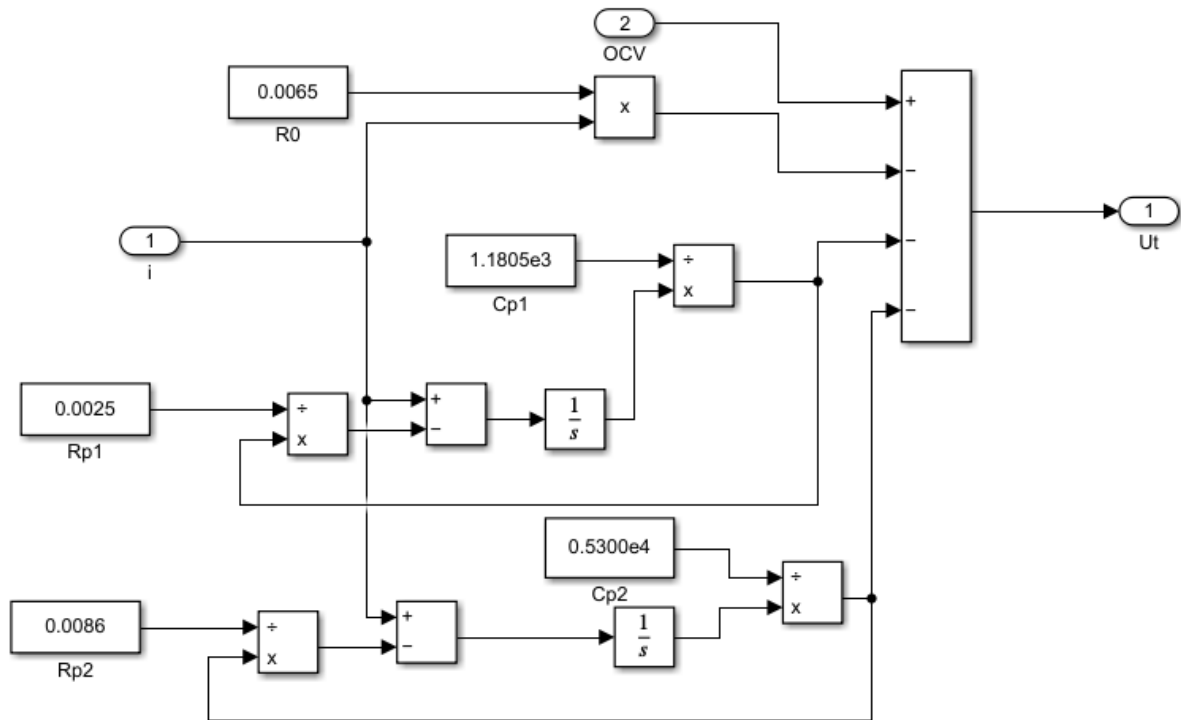 2
OCV
0.0065
R0
x
+
−
−
−
1
i
1
Ut
1.1805e3
Cp1
÷
x
0.0025
Rp1
÷
x
+
−
1
s
0.5300e4
Cp2
÷
x
0.0086
Rp2
÷
x
+
−
1
s